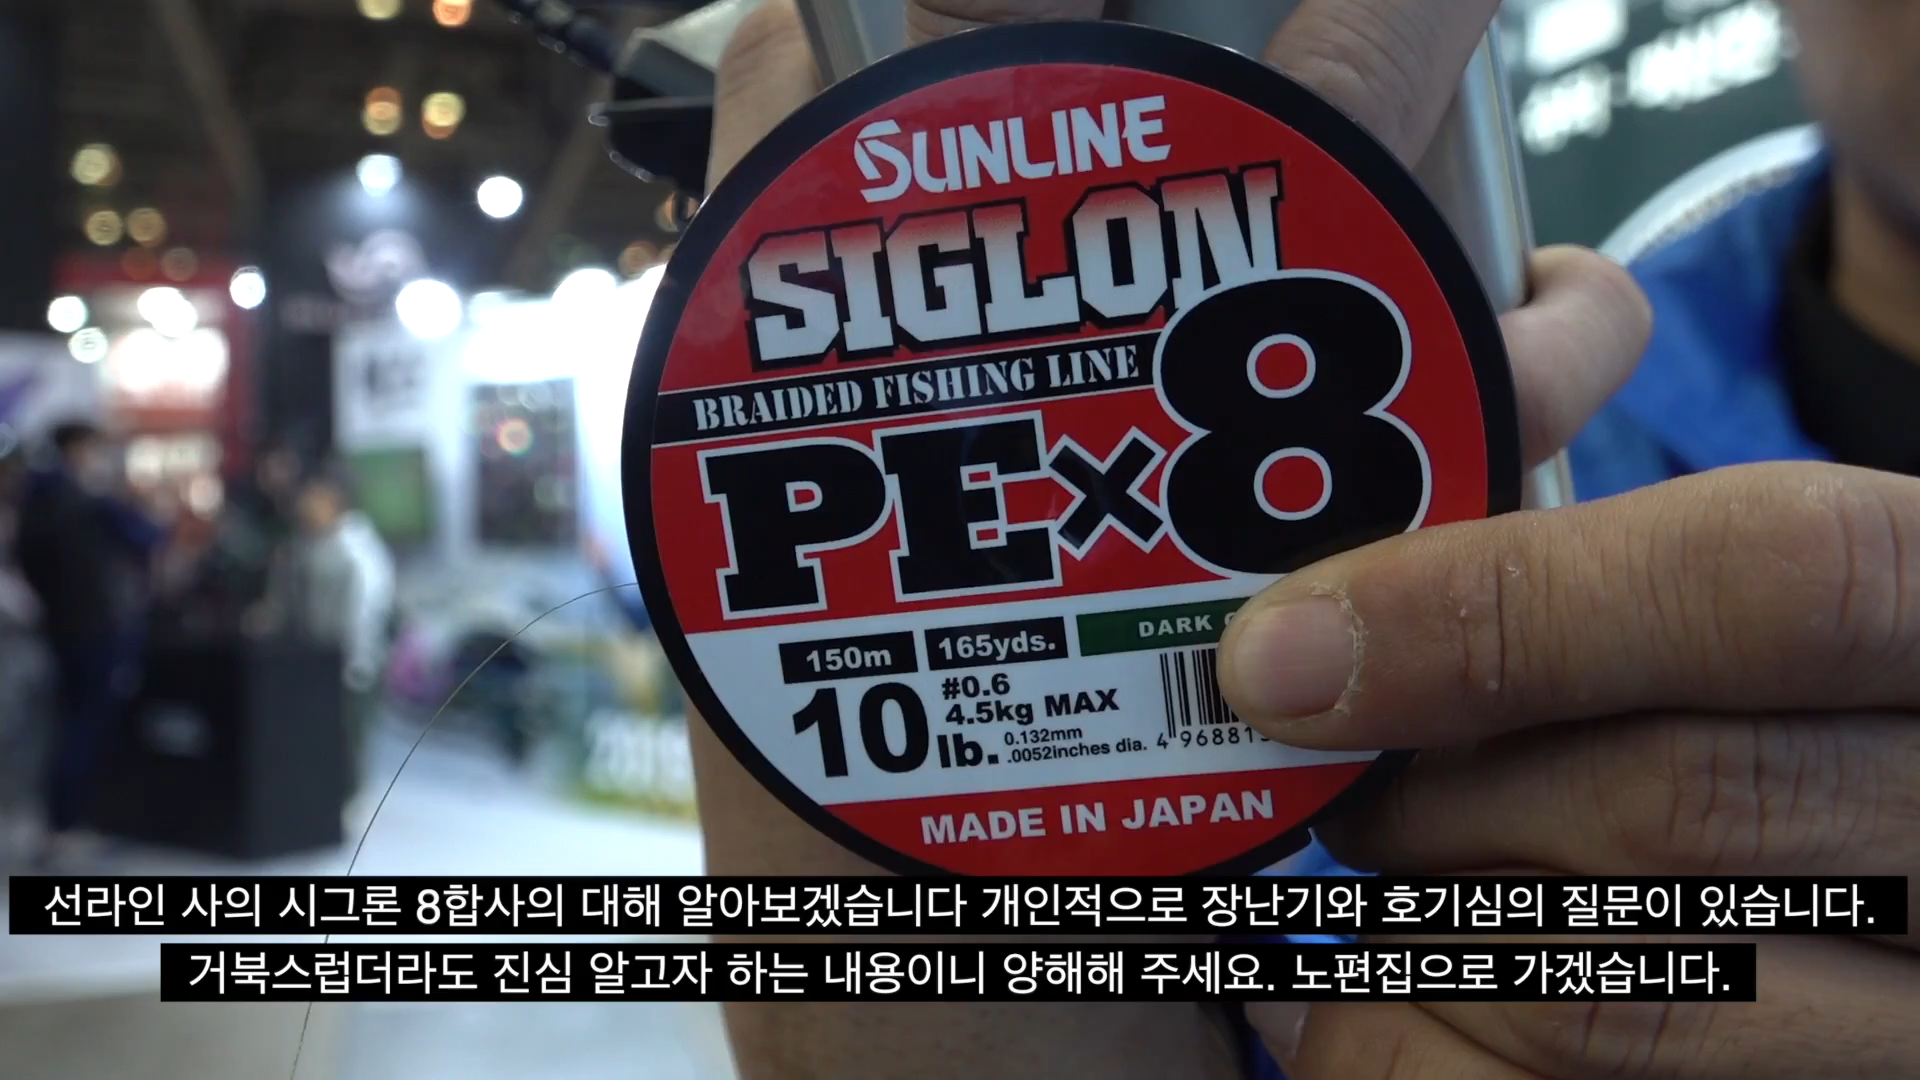 SUNLINE
SIGLON
BRAIDED FISHING LINE
PE×8
150m 165yds. DARK
#0.6
4.5kg MAX
10 lb. 0.132mm
.0052inches dia.
MADE IN JAPAN
선라인 사의 시그론 8합사의 대해 알아보겠습니다 개인적으로 장난기와 호기심의 질문이 있습니다.
거북스럽더라도 진심 알고자 하는 내용이니 양해해 주세요. 노편집으로 가겠습니다.